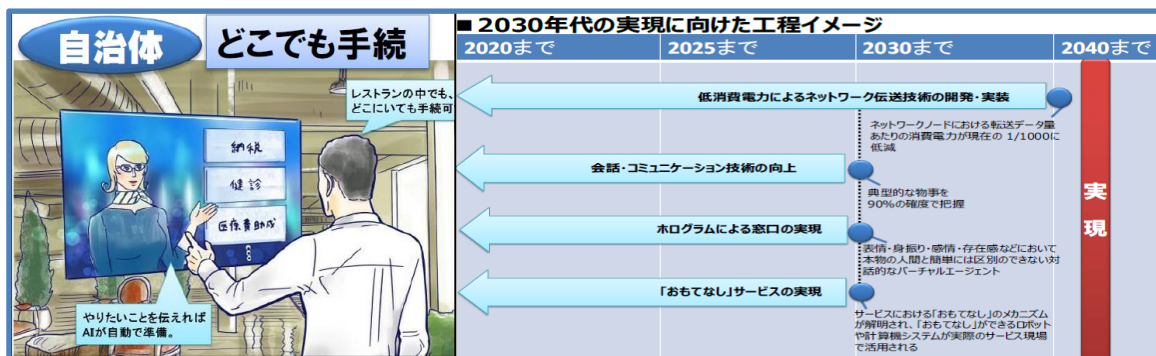 自治体
どこでも手続
レストランの中でも、
どこにいても手続可
納税
健診
医療費助成
やりたいことを伝えれば
AIが自動で準備。
■2030年代の実現に向けた工程イメージ
2020まで
2025まで
2030まで
2040まで
低消費電力によるネットワーク伝送技術の開発・実装
ネットワークノードにおける転送データ量
あたりの消費電力が現在の 1/1000に
低減
会話・コミュニケーション技術の向上
典型的な物事を
90%の確度で把握
ホログラムによる窓口の実現
表情・身振り・感情・存在感などにおいて
本物の人間と簡単には区別のできない対
話的なバーチャルエージェント
「おもてなし」サービスの実現
サービスにおける「おもてなし」のメカニズム
が解明され、「おもてなし」ができるロボット
や計算機システムが実際のサービス現場
で活用される
実現